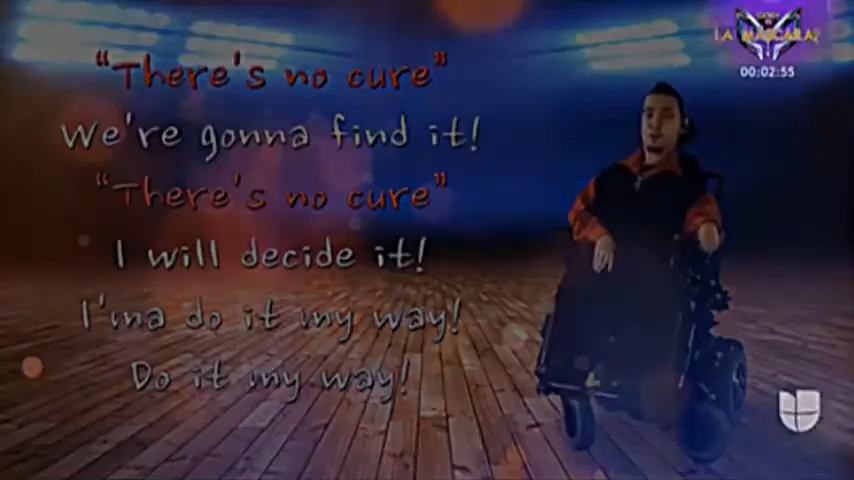 "There's no cure"
We're gonna find it!
"There's no cure"
I will decide it!
I'ma do it my way!
Do it my way!
LA MÁSCARA
00:02:55